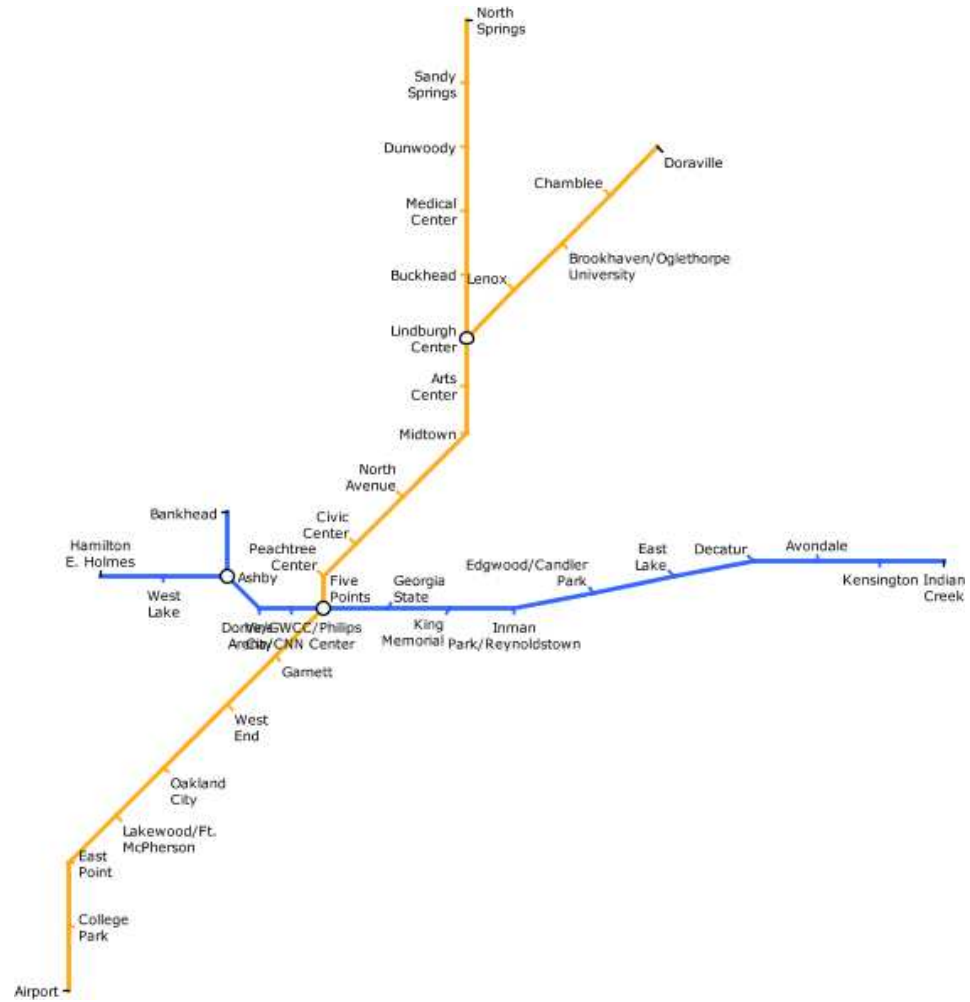 North
Springs
Sandy
Springs
Dunwoody
Doraville
Chamblee
Medical
Center
Brookhaven/Oglethorpe
University
Buckhead
Lenox
Lindburgh
Center
Arts
Center
Midtown
North
Avenue
Bankhead
Civic
Center
Hamilton
E. Holmes
Peachtree
Center
Ashby
West
Lake
Five
Points
Georgia
State
Edgwood/Candler
Park
East
Lake
Decatur
Avondale
Kensington
Indian
Creek
GWCC/Philips
/CNN Center
King
Memorial
Inman
Park/Reynoldstown
Garnett
West
End
Oakland
City
Lakewood/Ft.
McPherson
East
Point
College
Park
Airport